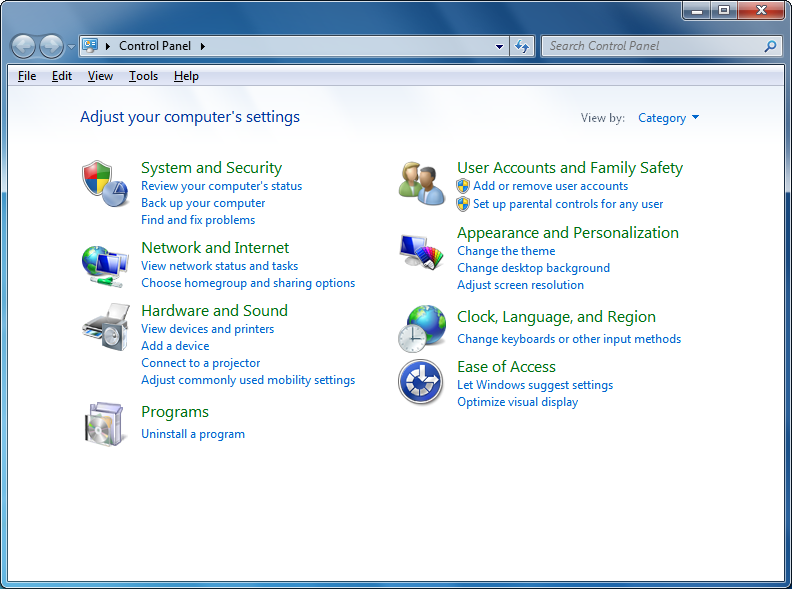 Control Panel
Search Control Panel
File Edit View Tools Help
Adjust your computer's settings
View by: Category
System and Security
Review your computer's status
Back up your computer
Find and fix problems
Network and Internet
View network status and tasks
Choose homegroup and sharing options
Hardware and Sound
View devices and printers
Add a device
Connect to a projector
Adjust commonly used mobility settings
Programs
Uninstall a program
User Accounts and Family Safety
Add or remove user accounts
Set up parental controls for any user
Appearance and Personalization
Change the theme
Change desktop background
Adjust screen resolution
Clock, Language, and Region
Change keyboards or other input methods
Ease of Access
Let Windows suggest settings
Optimize visual display